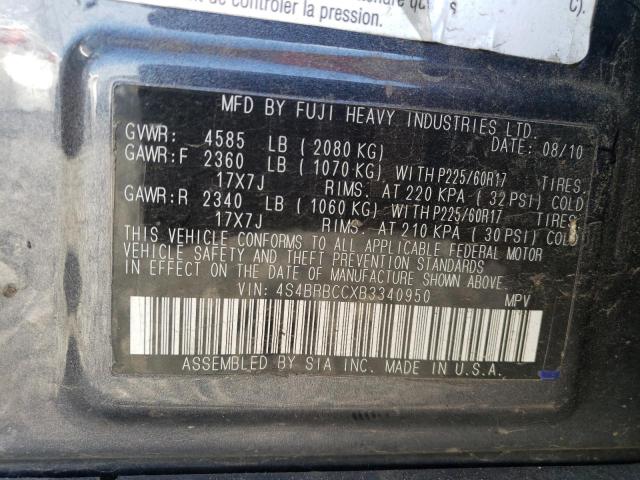 de contrôler la pression.
C).
MFD BY FUJI HEAVY INDUSTRIES LTD.
GVWR: 4585 LB ( 2080 KG) DATE: 08/10
GAWR:F 2360 LB ( 1070 KG) WITH P225/60R17 TIRES.
17X7J RIMS. AT 220 KPA ( 32 PSI) COLD
GAWR:R 2340 LB ( 1060 KG) WITH P225/60R17 TIRES.
17X7J RIMS. AT 210 KPA ( 30 PSI) COLD
THIS VEHICLE CONFORMS TO ALL APPLICABLE FEDERAL MOTOR
VEHICLE SAFETY AND THEFT PREVENTION STANDARDS
IN EFFECT ON THE DATE OF MANUFACTURE SHOWN ABOVE.
VIN: 4S4BRBCCXB3340950 MPV
ASSEMBLED BY SIA INC. MADE IN U.S.A.